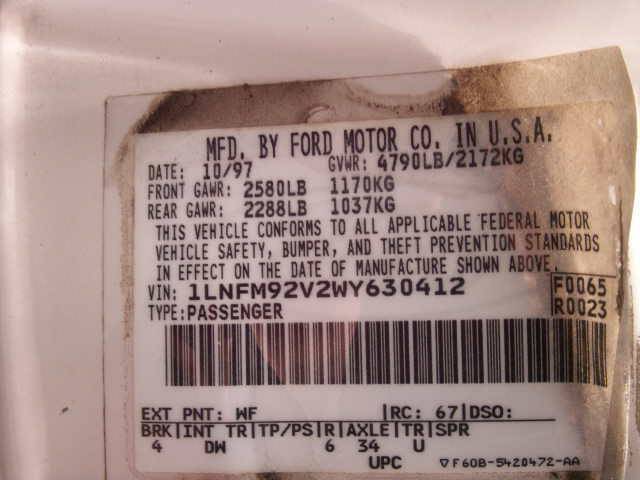 MFD. BY FORD MOTOR CO. IN U.S.A.
DATE: 10/97 GVWR: 4790LB/2172KG
FRONT GAWR: 2580LB 1170KG
REAR GAWR: 2288LB 1037KG
THIS VEHICLE CONFORMS TO ALL APPLICABLE FEDERAL MOTOR
VEHICLE SAFETY, BUMPER, AND THEFT PREVENTION STANDARDS
IN EFFECT ON THE DATE OF MANUFACTURE SHOWN ABOVE.
VIN: 1LNFM92V2WY630412 F0065
TYPE: PASSENGER R0023
EXT PNT: WF |RC: 67|DSO:
BRK|INT TR|TP/PS|R|AXLE|TR|SPR
4 DW 6 34 U
UPC ▽F60B-5420472-AA